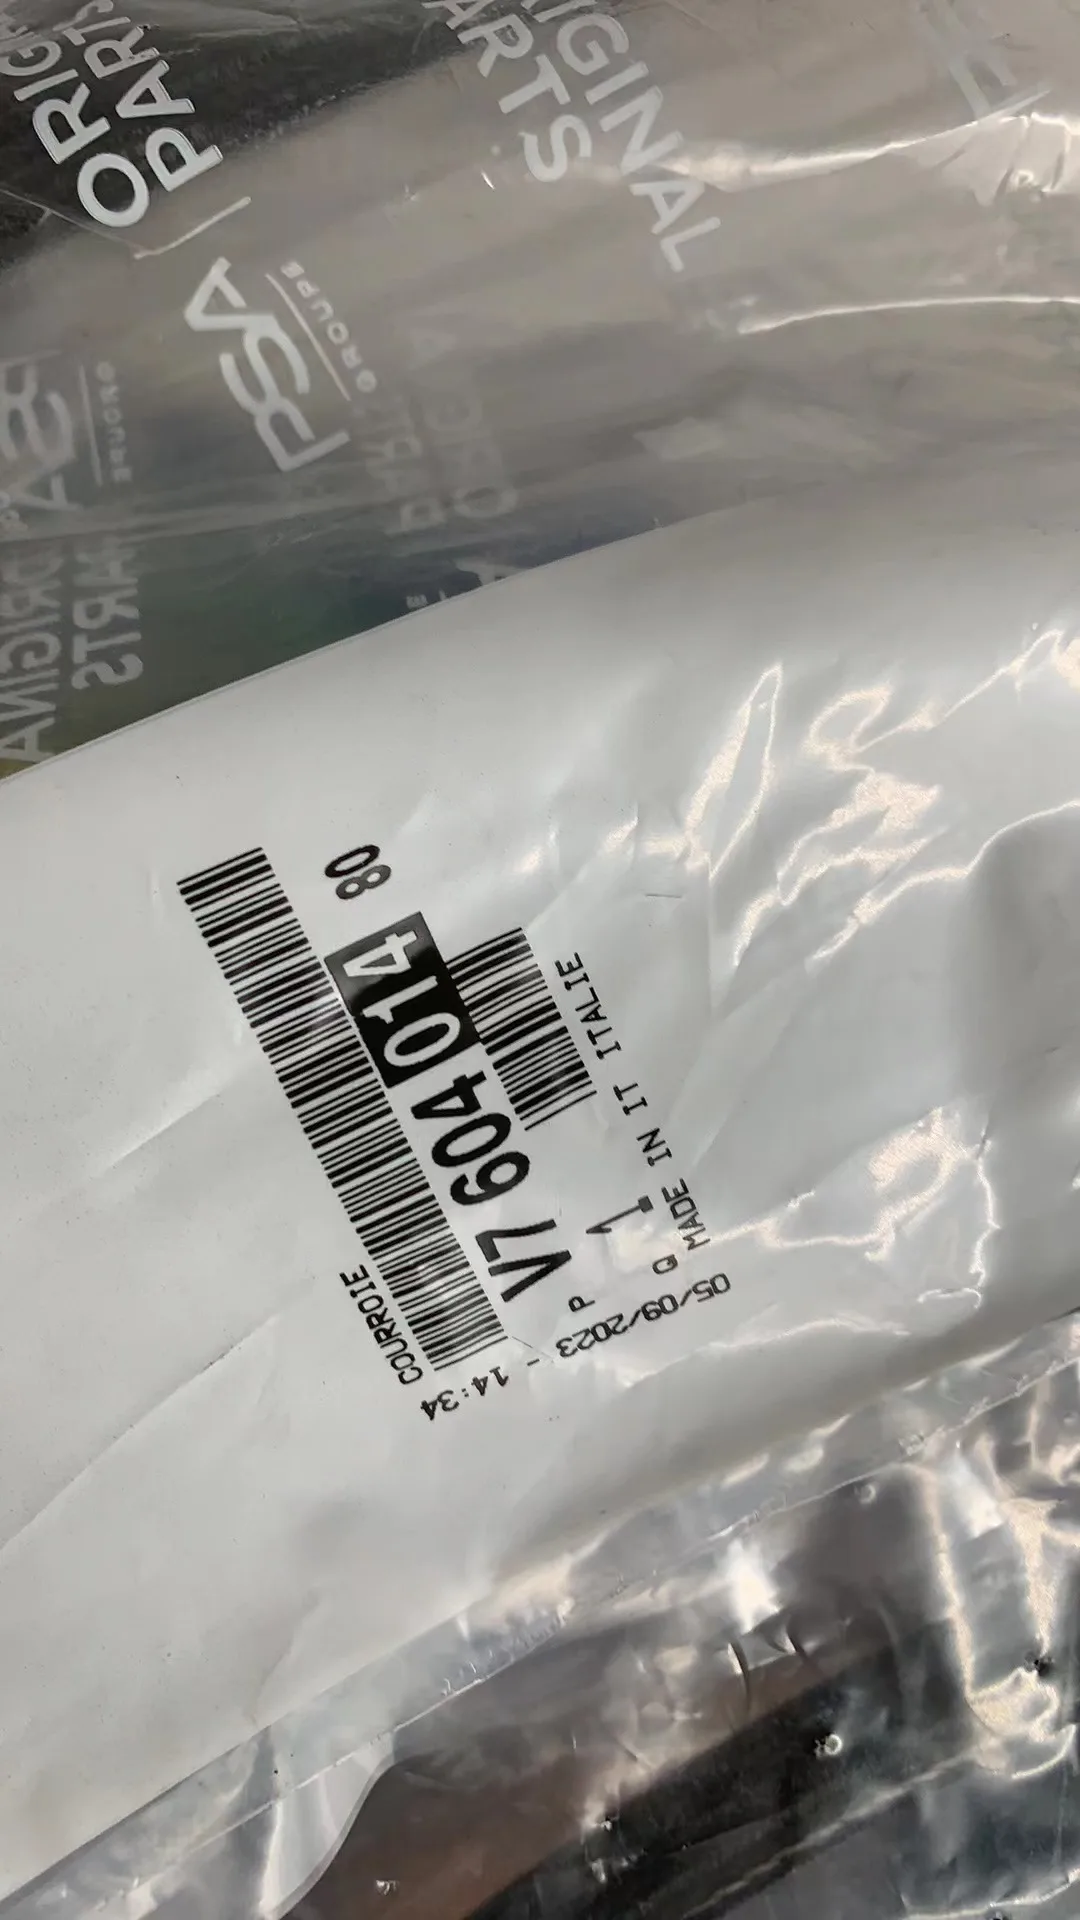 ORIGINAL
PARTS
PSA
GROUPE
ORIGINAL
PARTS
COURROIE
V7 604 014 80
P 1
Q MADE IN IT ITALIE
05/09/2023 - 14:34